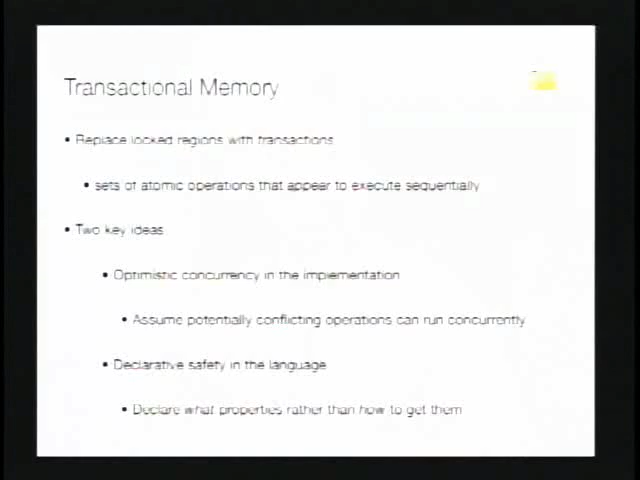 Transactional Memory
• Replace locked regions with transactions
• sets of atomic operations that appear to execute sequentially
• Two key ideas
• Optimistic concurrency in the implementation
• Assume potentially conflicting operations can run concurrently
• Declarative safety in the language
• Declare what properties rather than how to get them